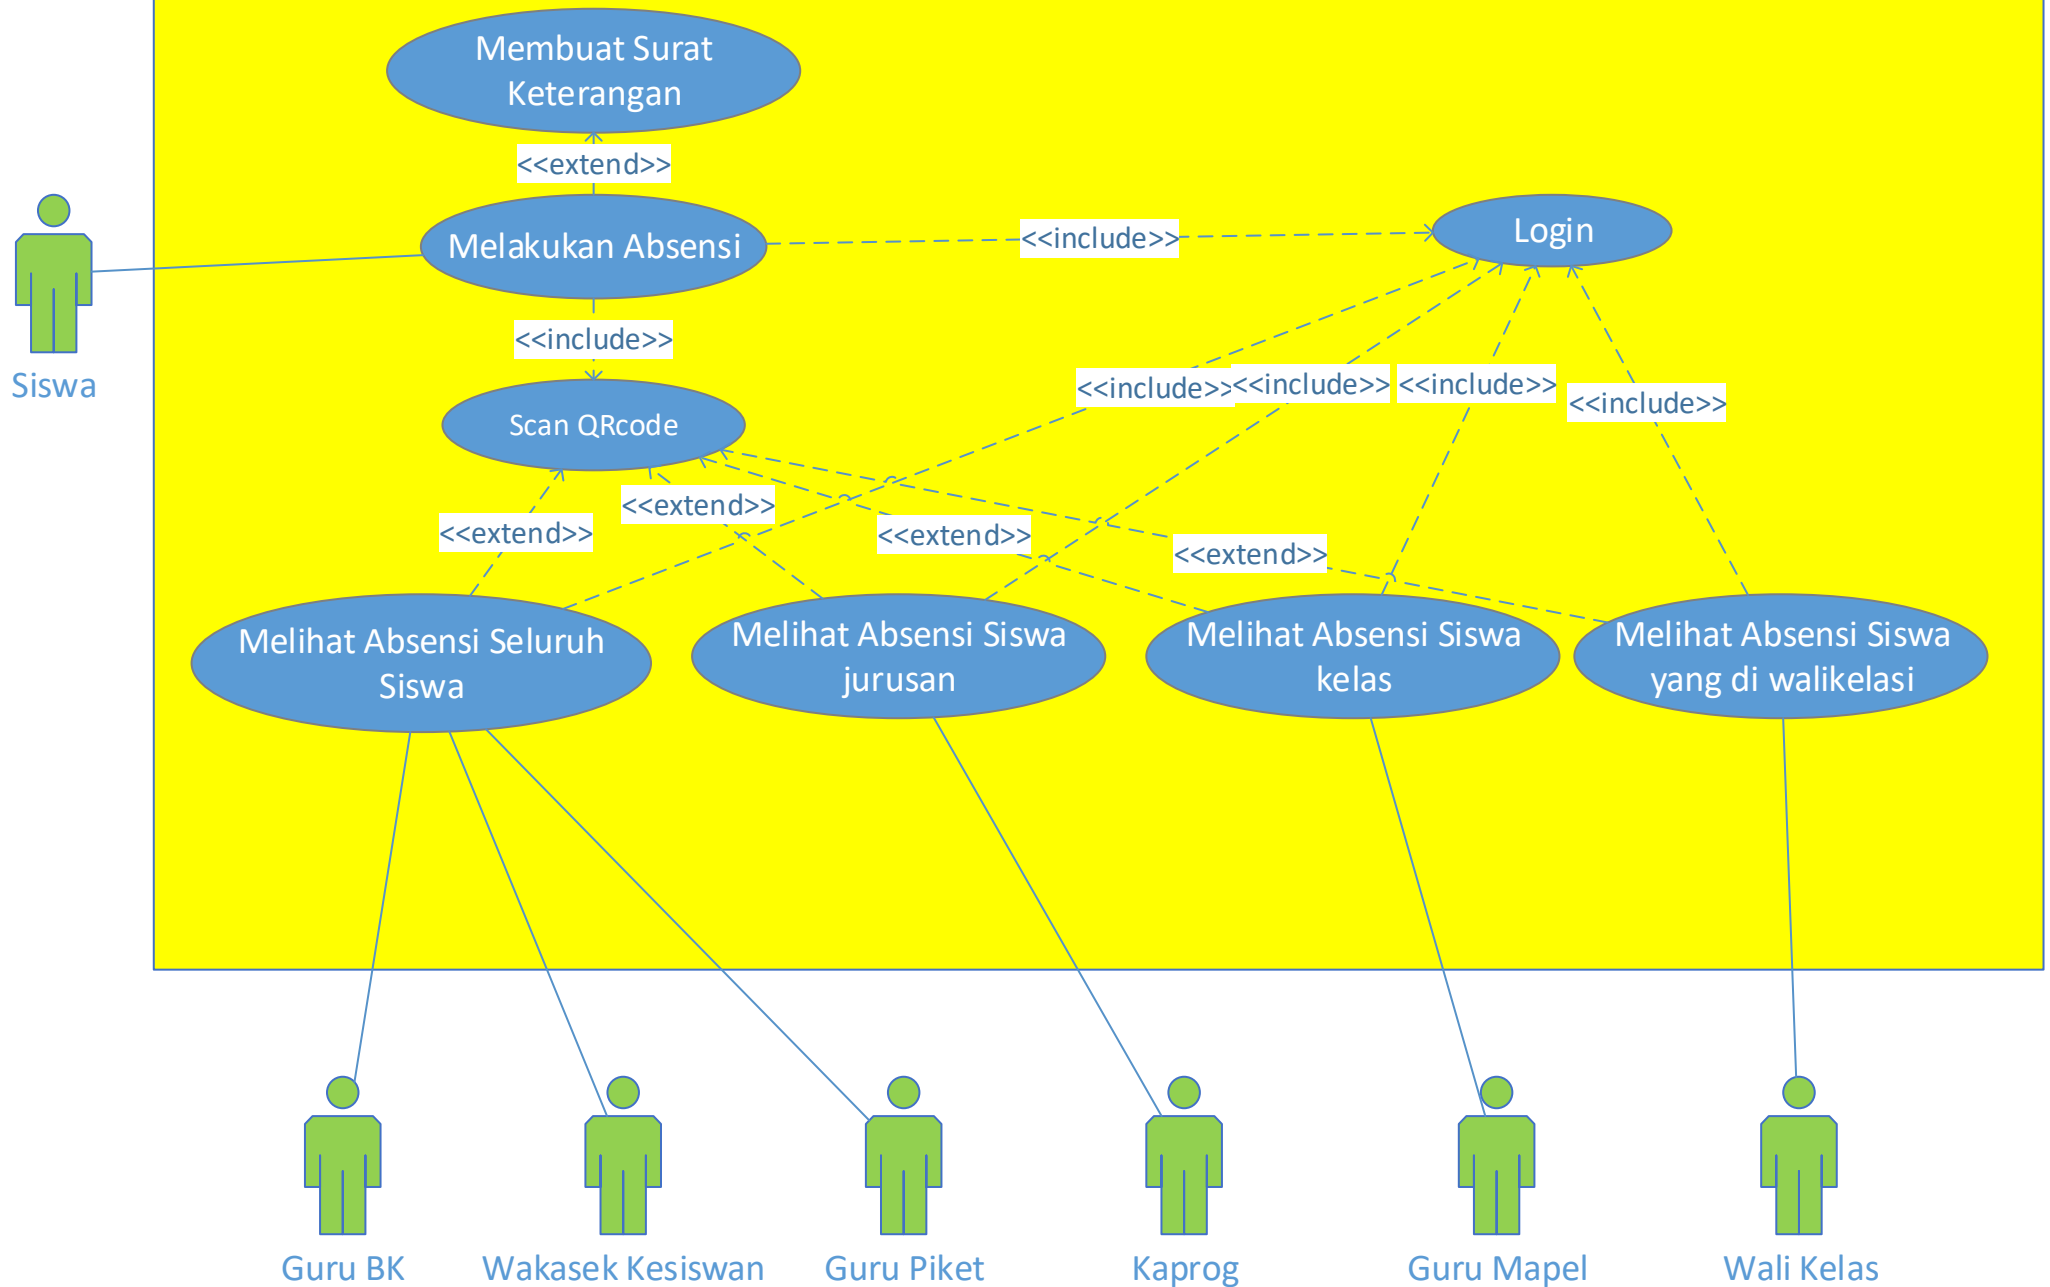 Membuat Surat
Keterangan
<<extend>>
Melakukan Absensi
<<include>>
Login
<<include>>
Siswa
<<include>>
<<include>>
<<include>>
<<include>>
Scan QRcode
<<extend>>
<<extend>>
<<extend>>
<<extend>>
Melihat Absensi Seluruh
Siswa
Melihat Absensi Siswa
jurusan
Melihat Absensi Siswa
kelas
Melihat Absensi Siswa
yang di walikelasi
Guru BK
Wakasek Kesiswan
Guru Piket
Kaprog
Guru Mapel
Wali Kelas